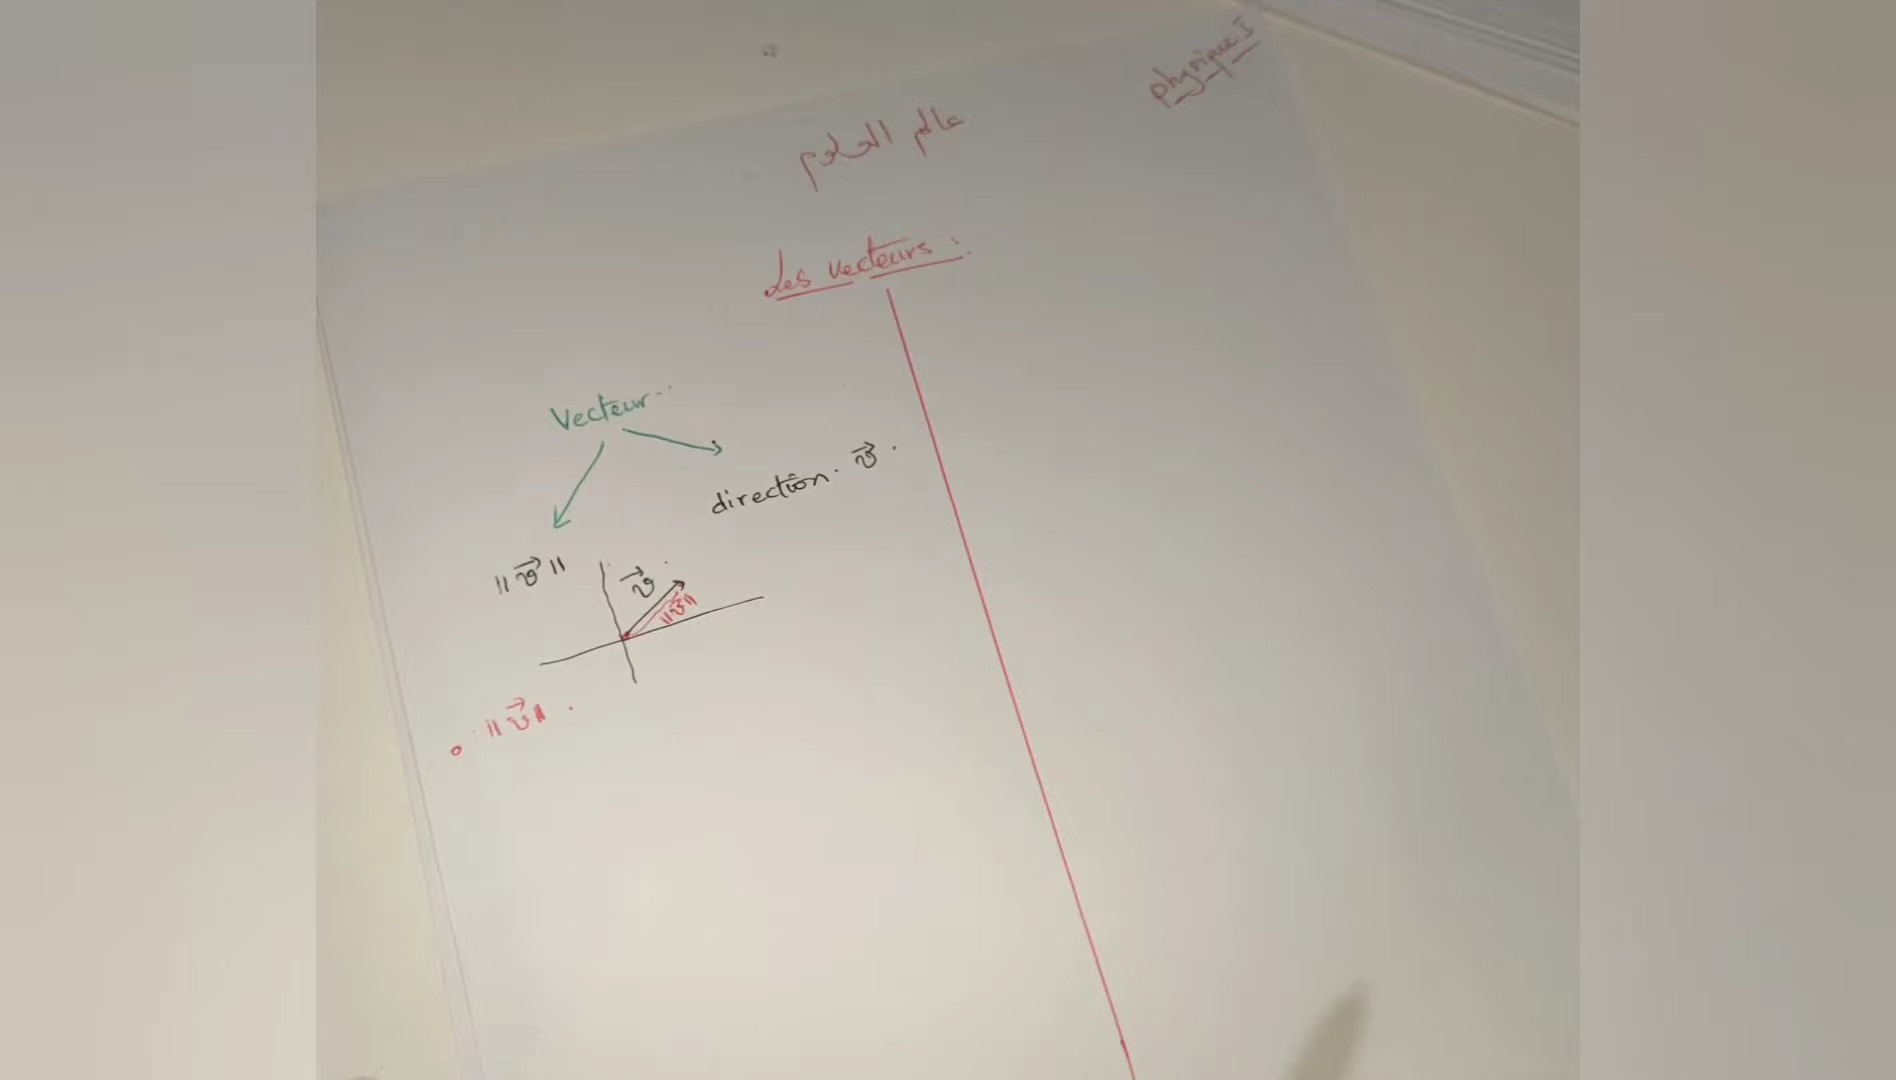 physique I
عالم العلوم
Les vecteurs :
Vecteur
direction. v⃗ .
|| v⃗ ||
v⃗
||v⃗||
|| v⃗ || .